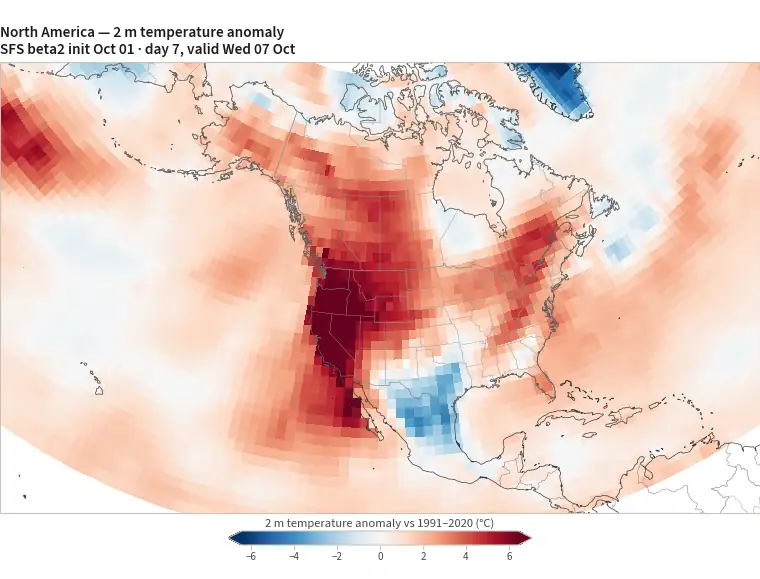 North America — 2 m temperature anomaly
SFS beta2 init Oct 01 · day 7, valid Wed 07 Oct
2 m temperature anomaly vs 1991–2020 (°C)
−6 −4 −2 0 2 4 6